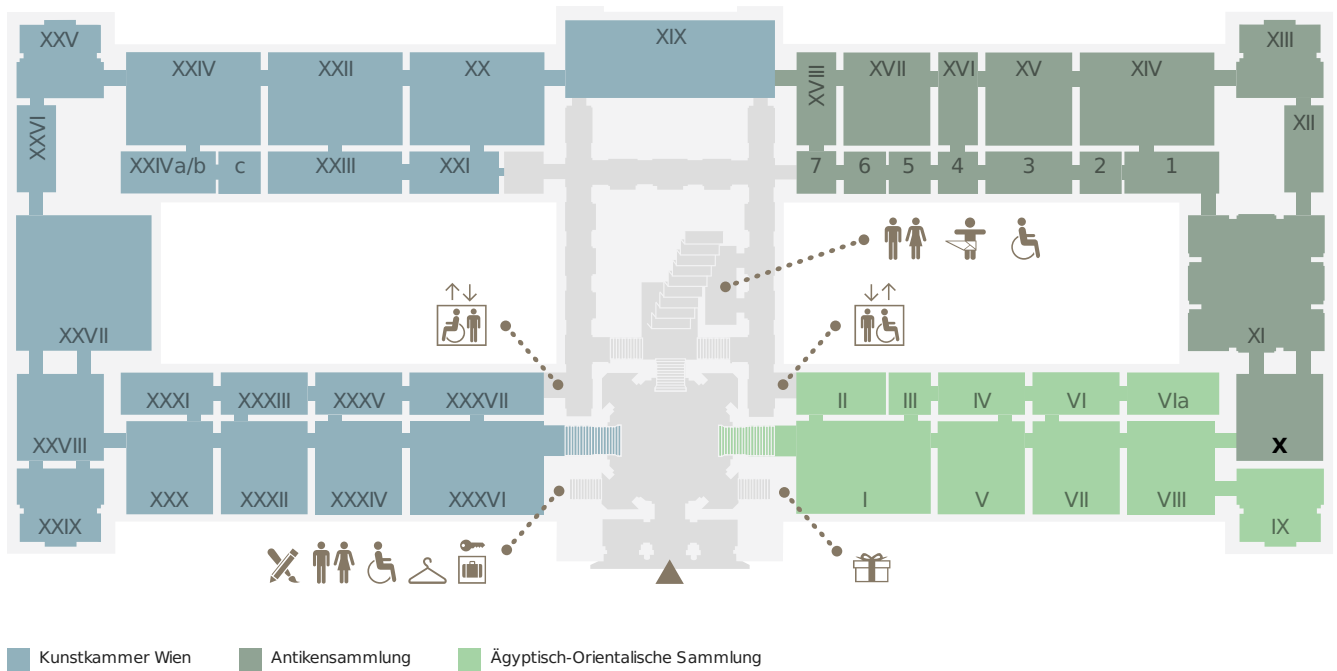 XXV
XXIV
XXII
XX
XIX
XVIII
XVII
XVI
XV
XIV
XIII
XXVI
XII
XXIVa/b
c
XXIII
XXI
7
6
5
4
3
2
1
XXVII
XI
XXXI
XXXIII
XXXV
XXXVII
II
III
IV
VI
VIa
XXVIII
X
XXX
XXXII
XXXIV
XXXVI
I
V
VII
VIII
XXIX
IX
Kunstkammer Wien
Antikensammlung
Ägyptisch-Orientalische Sammlung